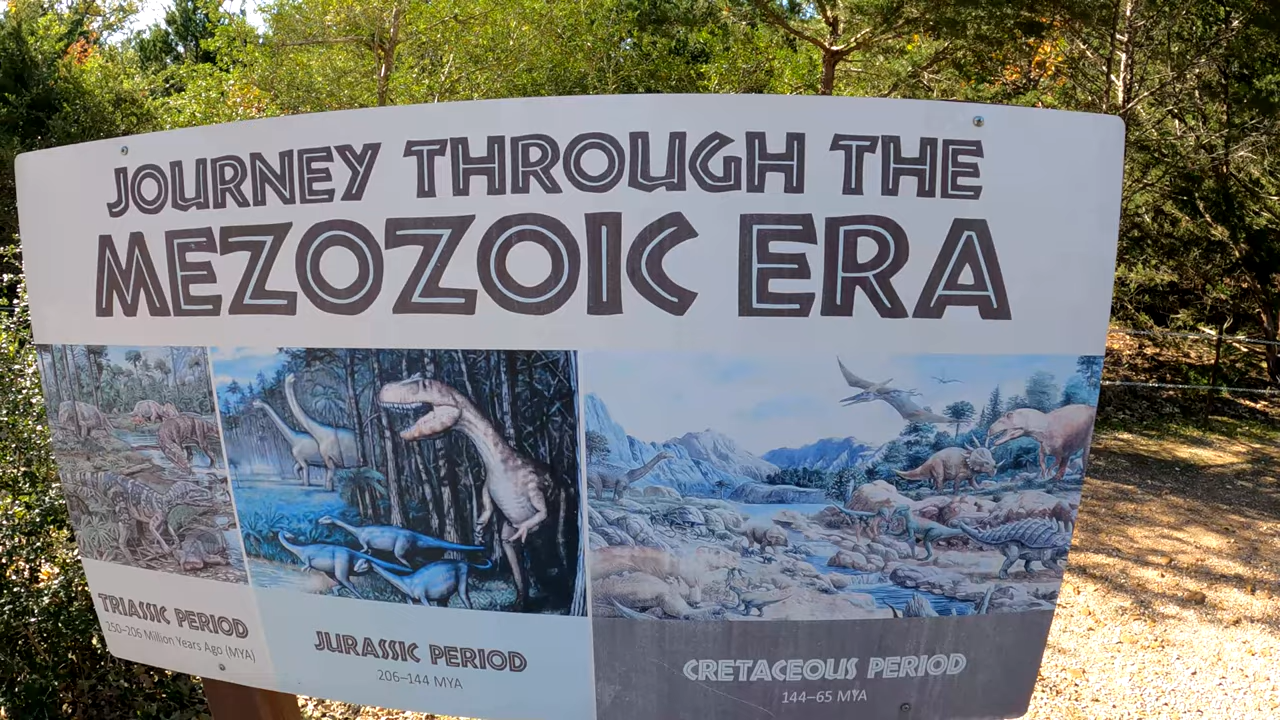 JOURNEY THROUGH THE
MEZOZOIC ERA
TRIASSIC PERIOD
250–206 Million Years Ago (MYA)
JURASSIC PERIOD
206–144 MYA
CRETACEOUS PERIOD
144–65 MYA